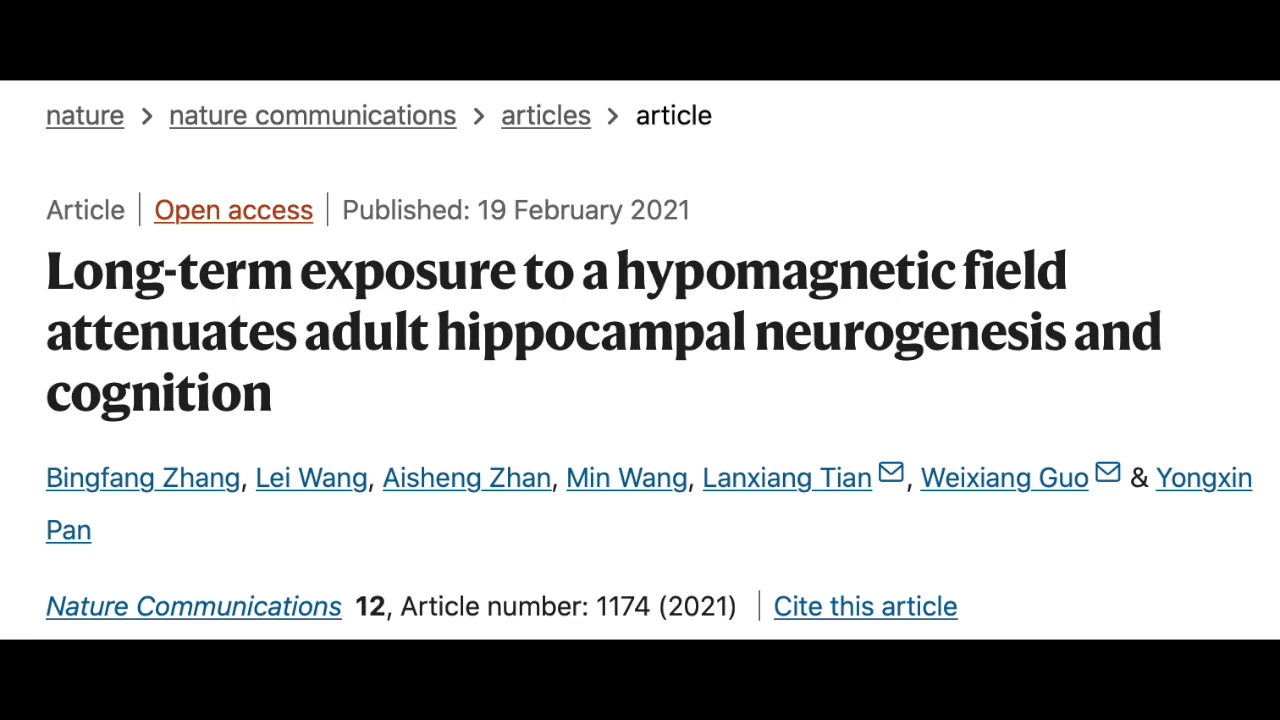 nature > nature communications > articles > article
Article | Open access | Published: 19 February 2021
Long-term exposure to a hypomagnetic field
attenuates adult hippocampal neurogenesis and
cognition
Bingfang Zhang, Lei Wang, Aisheng Zhan, Min Wang, Lanxiang Tian, Weixiang Guo & Yongxin
Pan
Nature Communications 12, Article number: 1174 (2021) | Cite this article